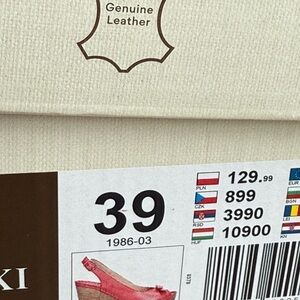 Genuine
Leather
39
1986-03
PLN 129.99
CZK 899
RSD 3990
HUF 10900
EUR
BGN
LEI
KN
KI